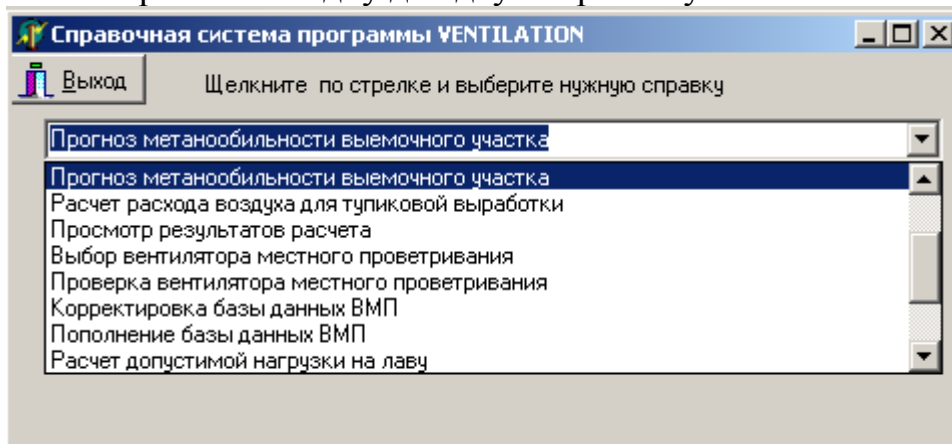 Справочная система программы VENTILATION
Выход
Щелкните по стрелке и выберите нужную справку
Прогноз метанообильности выемочного участка
Прогноз метанообильности выемочного участка
Расчет расхода воздуха для тупиковой выработки
Просмотр результатов расчета
Выбор вентилятора местного проветривания
Проверка вентилятора местного проветривания
Корректировка базы данных ВМП
Пополнение базы данных ВМП
Расчет допустимой нагрузки на лаву